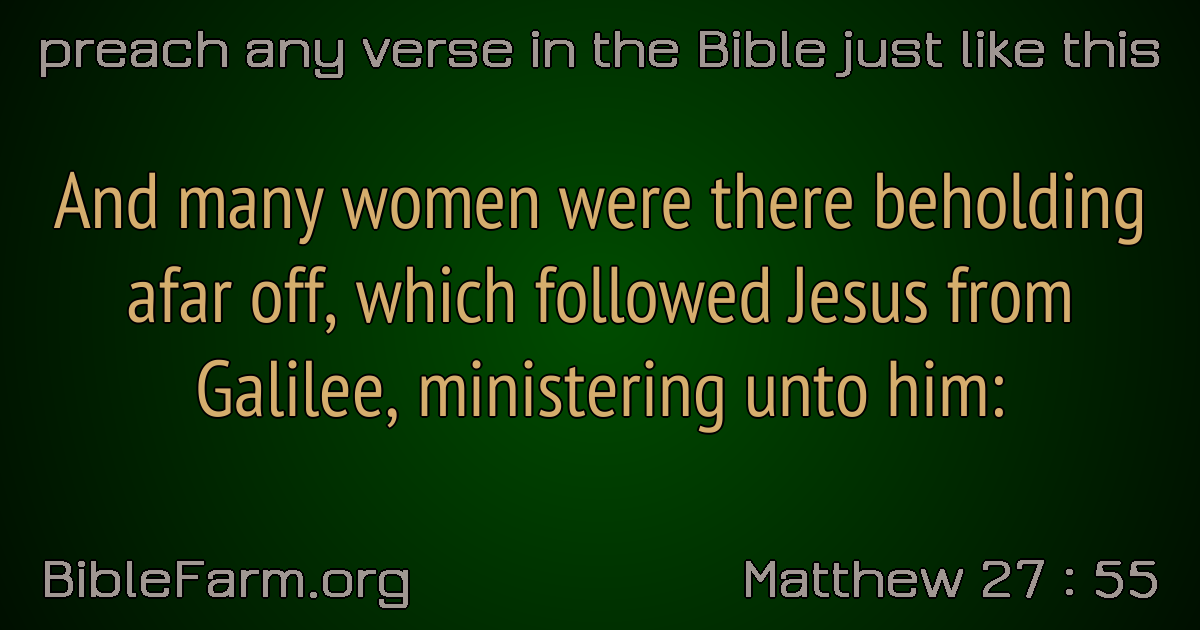 preach any verse in the Bible just like this
And many women were there beholding
afar off, which followed Jesus from
Galilee, ministering unto him:
BibleFarm.org
Matthew 27 : 55